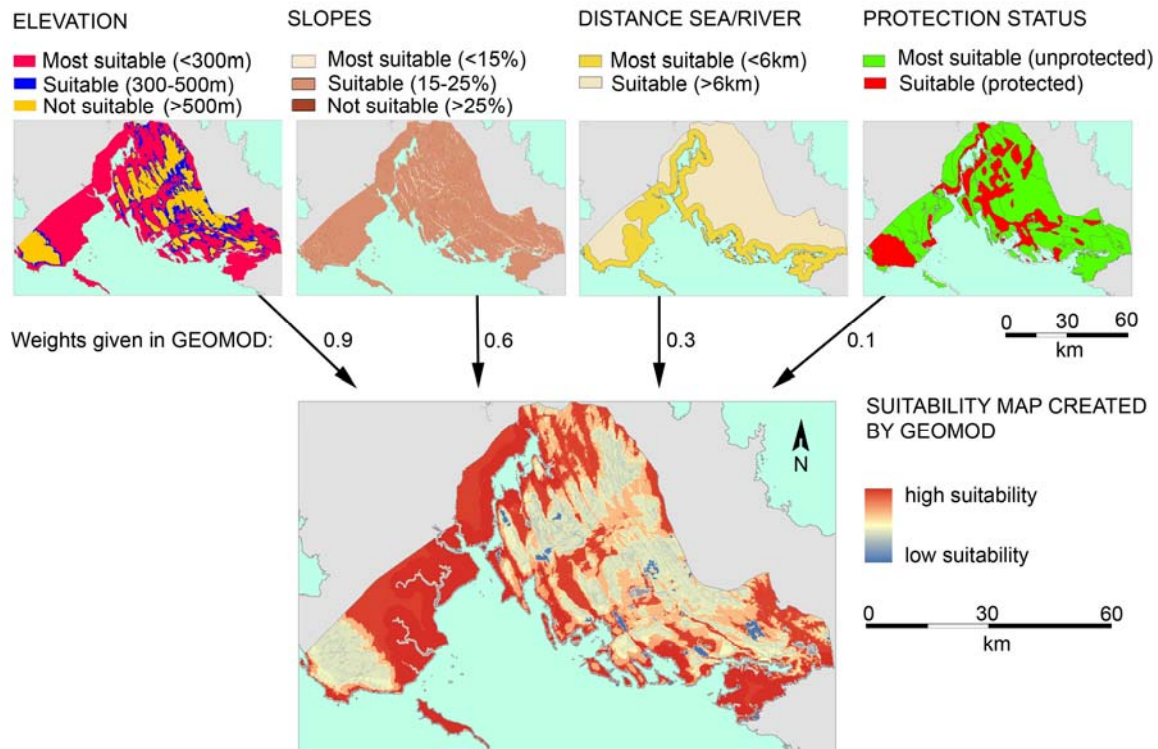 ELEVATION
Most suitable (<300m)
Suitable (300-500m)
Not suitable (>500m)
SLOPES
Most suitable (<15%)
Suitable (15-25%)
Not suitable (>25%)
DISTANCE SEA/RIVER
Most suitable (<6km)
Suitable (>6km)
PROTECTION STATUS
Most suitable (unprotected)
Suitable (protected)
Weights given in GEOMOD: 0.9 0.6 0.3 0.1
0 30 60
km
N
SUITABILITY MAP CREATED
BY GEOMOD
high suitability
low suitability
0 30 60
km